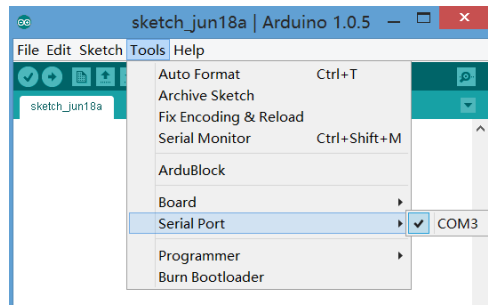 sketch_jun18a | Arduino 1.0.5
File Edit Sketch Tools Help
sketch_jun18a
Auto Format Ctrl+T
Archive Sketch
Fix Encoding & Reload
Serial Monitor Ctrl+Shift+M
ArduBlock
Board
Serial Port
COM3
Programmer
Burn Bootloader